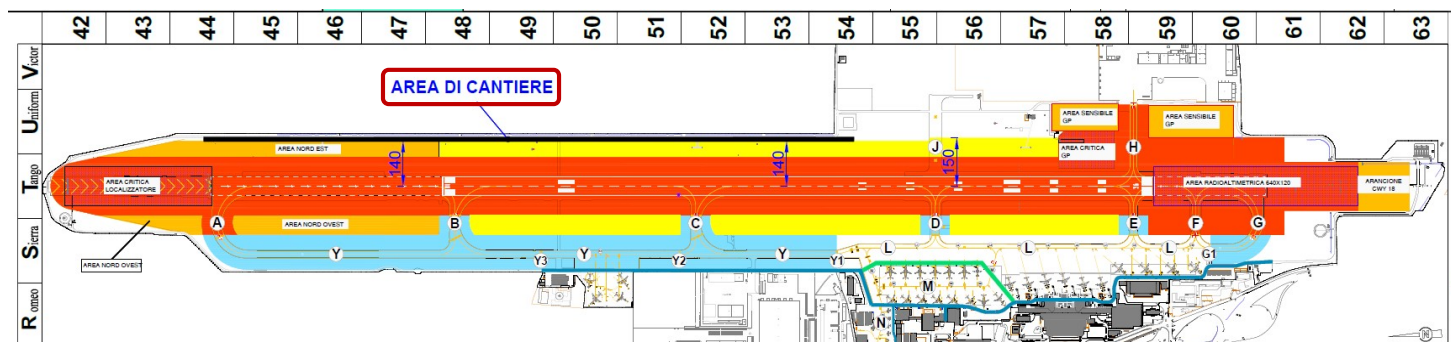 42 43 44 45 46 47 48 49 50 51 52 53 54 55 56 57 58 59 60 61 62 63
Victor
Uniform
Tango
Sierra
Romeo
AREA DI CANTIERE
AREA SENSIBILE
GP
AREA SENSIBILE
GP
AREA NORD EST
140
140
J
150
AREA CRITICA
GP
H
AREA CRITICA
LOCALIZZATORE
AREA RADIOALTIMETRICA 640X120
ARANCIONE
CWY 18
A
AREA NORD OVEST
B
C
D
E
F
G
AREA NORD OVEST
Y
Y3
Y
Y2
Y
Y1
L
L
L
G1
M
N